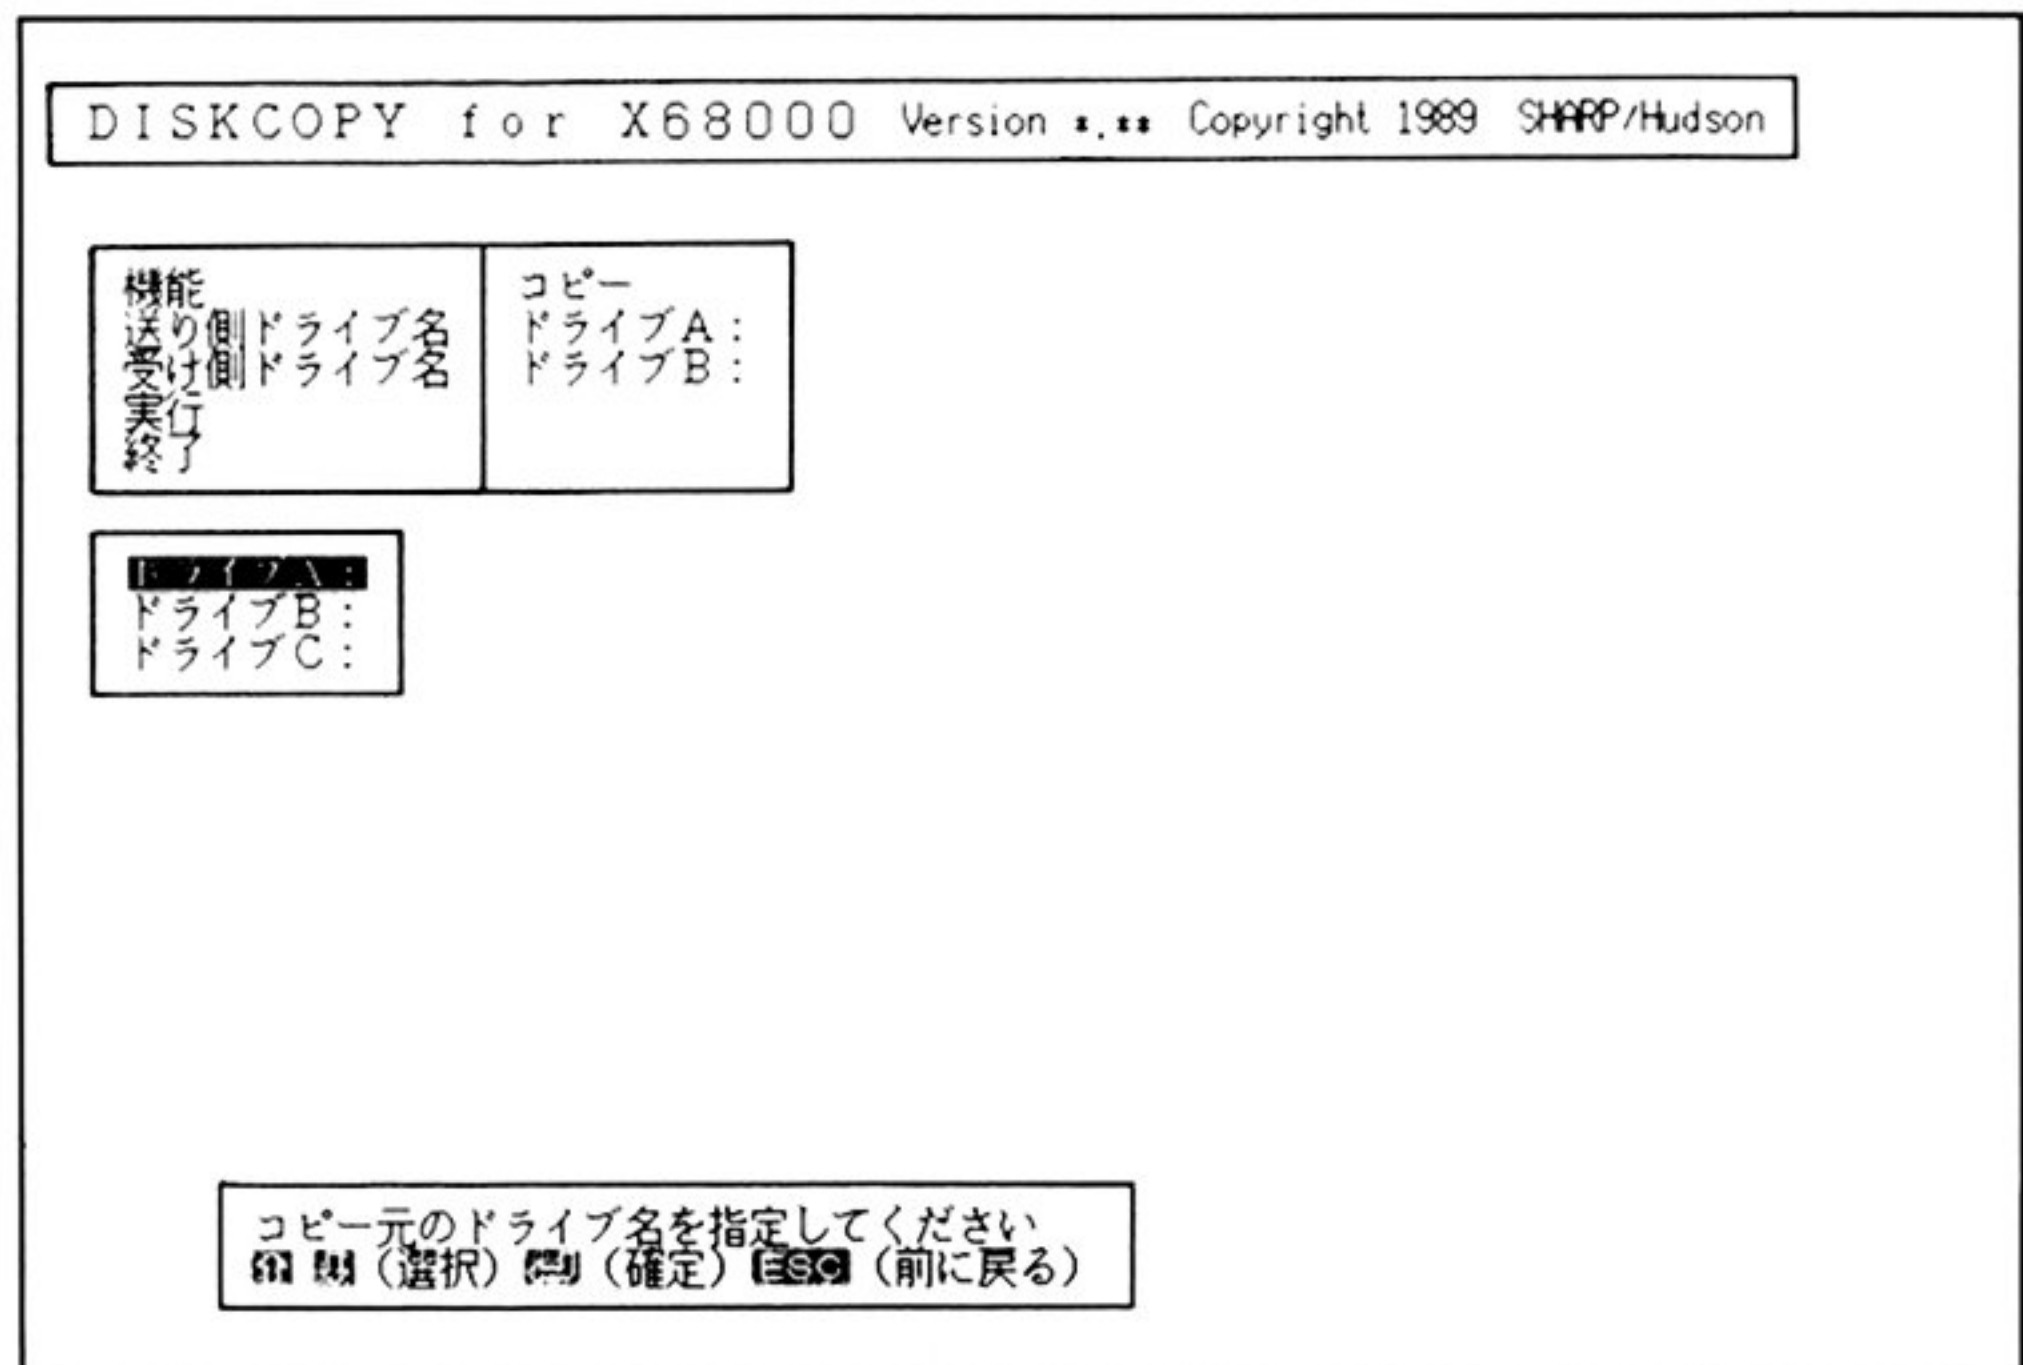 DISKCOPY for X68000 Version *.** Copyright 1989 SHARP/Hudson
機能
送り側ドライブ名
受け側ドライブ名
実行
終了
コピー
ドライブA:
ドライブB:
ドライブA:
ドライブB:
ドライブC:
コピー元のドライブ名を指定してください
↑ ↓ (選択) (確定) ESC (前に戻る)